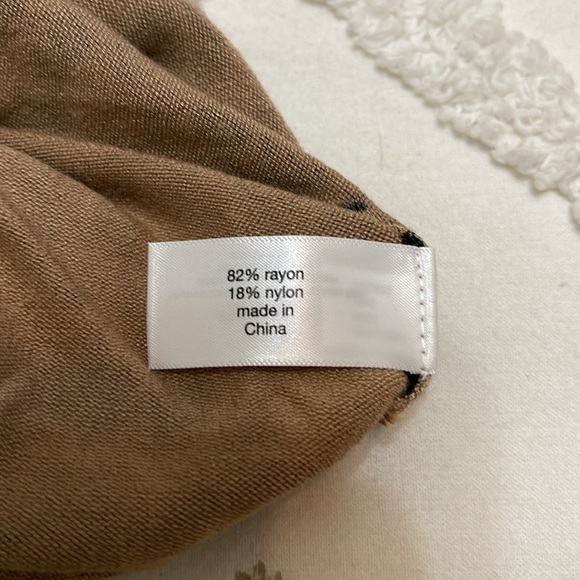 82% rayon
18% nylon
made in
China